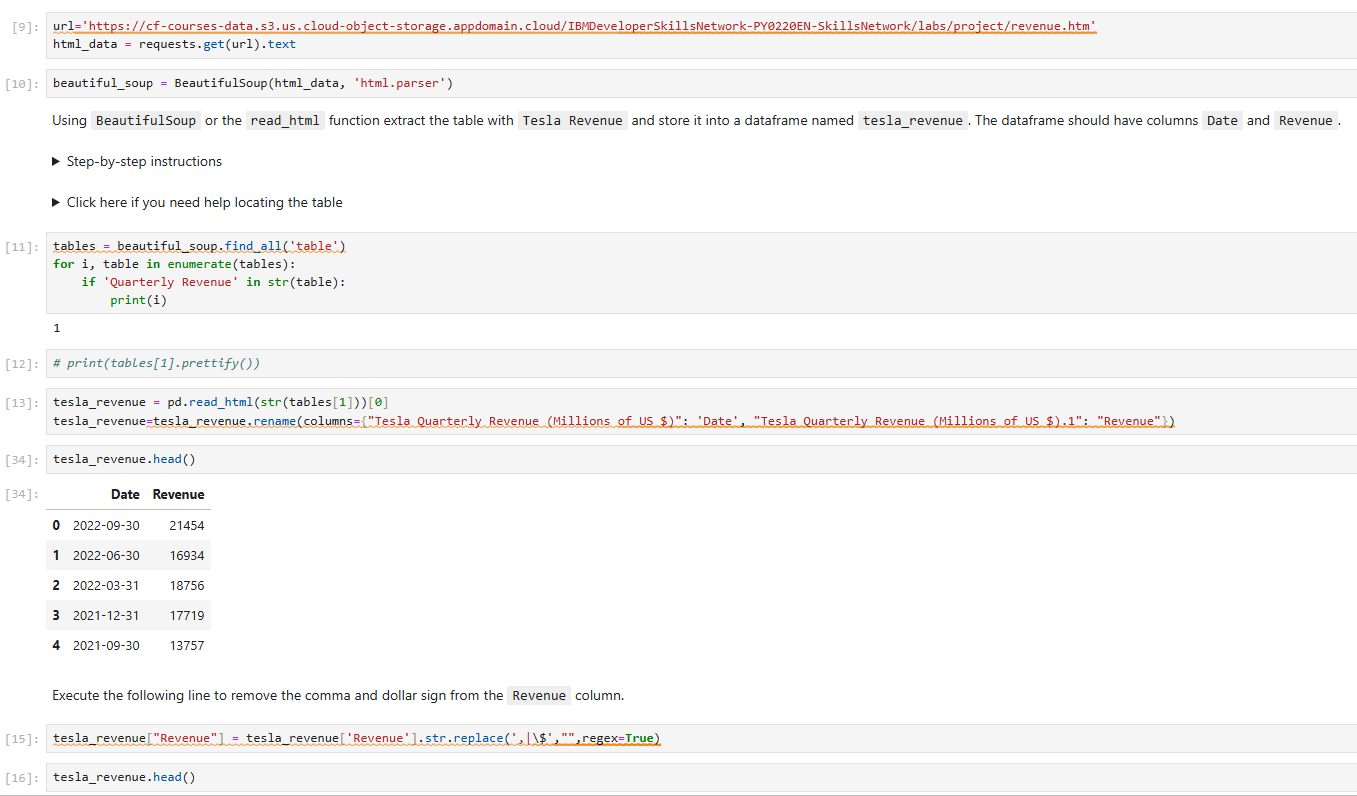 [9]: url='https://cf-courses-data.s3.us.cloud-object-storage.appdomain.cloud/IBMDeveloperSkillsNetwork-PY0220EN-SkillsNetwork/labs/project/revenue.htm'
html_data = requests.get(url).text
[10]: beautiful_soup = BeautifulSoup(html_data, 'html.parser')
Using BeautifulSoup or the read_html function extract the table with Tesla Revenue and store it into a dataframe named tesla_revenue. The dataframe should have columns Date and Revenue.
▶ Step-by-step instructions
▶ Click here if you need help locating the table
[11]: tables = beautiful_soup.find_all('table')
for i, table in enumerate(tables):
    if 'Quarterly Revenue' in str(table):
        print(i)
1
[12]: # print(tables[1].prettify())
[13]: tesla_revenue = pd.read_html(str(tables[1]))[0]
tesla_revenue=tesla_revenue.rename(columns={"Tesla Quarterly Revenue (Millions of US $)": 'Date', "Tesla Quarterly Revenue (Millions of US $).1": "Revenue"})
[34]: tesla_revenue.head()
[34]: Date Revenue
0 2022-09-30 21454
1 2022-06-30 16934
2 2022-03-31 18756
3 2021-12-31 17719
4 2021-09-30 13757
Execute the following line to remove the comma and dollar sign from the Revenue column.
[15]: tesla_revenue["Revenue"] = tesla_revenue['Revenue'].str.replace(',|\$',"",regex=True)
[16]: tesla_revenue.head()